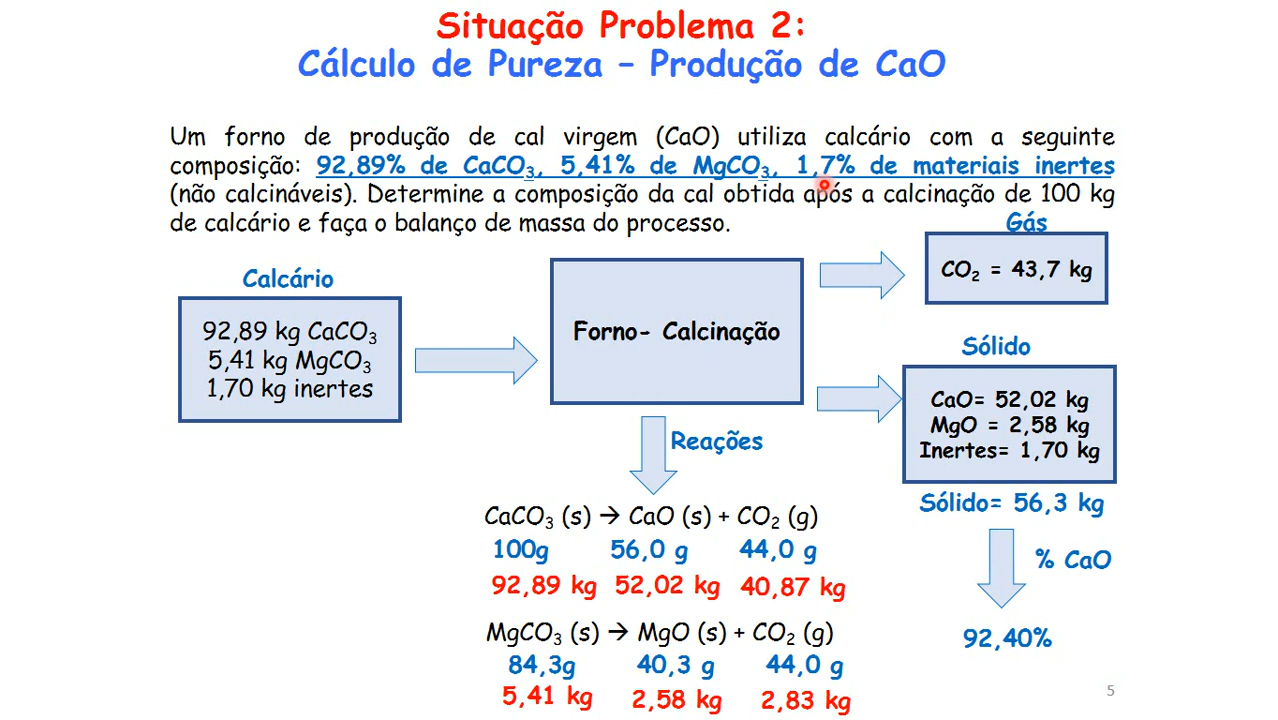 Situação Problema 2:
Cálculo de Pureza – Produção de CaO
Um forno de produção de cal virgem (CaO) utiliza calcário com a seguinte
composição: 92,89% de CaCO₃, 5,41% de MgCO₃, 1,7% de materiais inertes
(não calcináveis). Determine a composição da cal obtida após a calcinação de 100 kg
de calcário e faça o balanço de massa do processo.
Gás
CO₂ = 43,7 kg
Calcário
92,89 kg CaCO₃
5,41 kg MgCO₃
1,70 kg inertes
Forno- Calcinação
Sólido
CaO= 52,02 kg
MgO = 2,58 kg
Inertes= 1,70 kg
Sólido= 56,3 kg
% CaO
92,40%
Reações
CaCO₃ (s) → CaO (s) + CO₂ (g)
100g 56,0 g 44,0 g
92,89 kg 52,02 kg 40,87 kg
MgCO₃ (s) → MgO (s) + CO₂ (g)
84,3g 40,3 g 44,0 g
5,41 kg 2,58 kg 2,83 kg
5